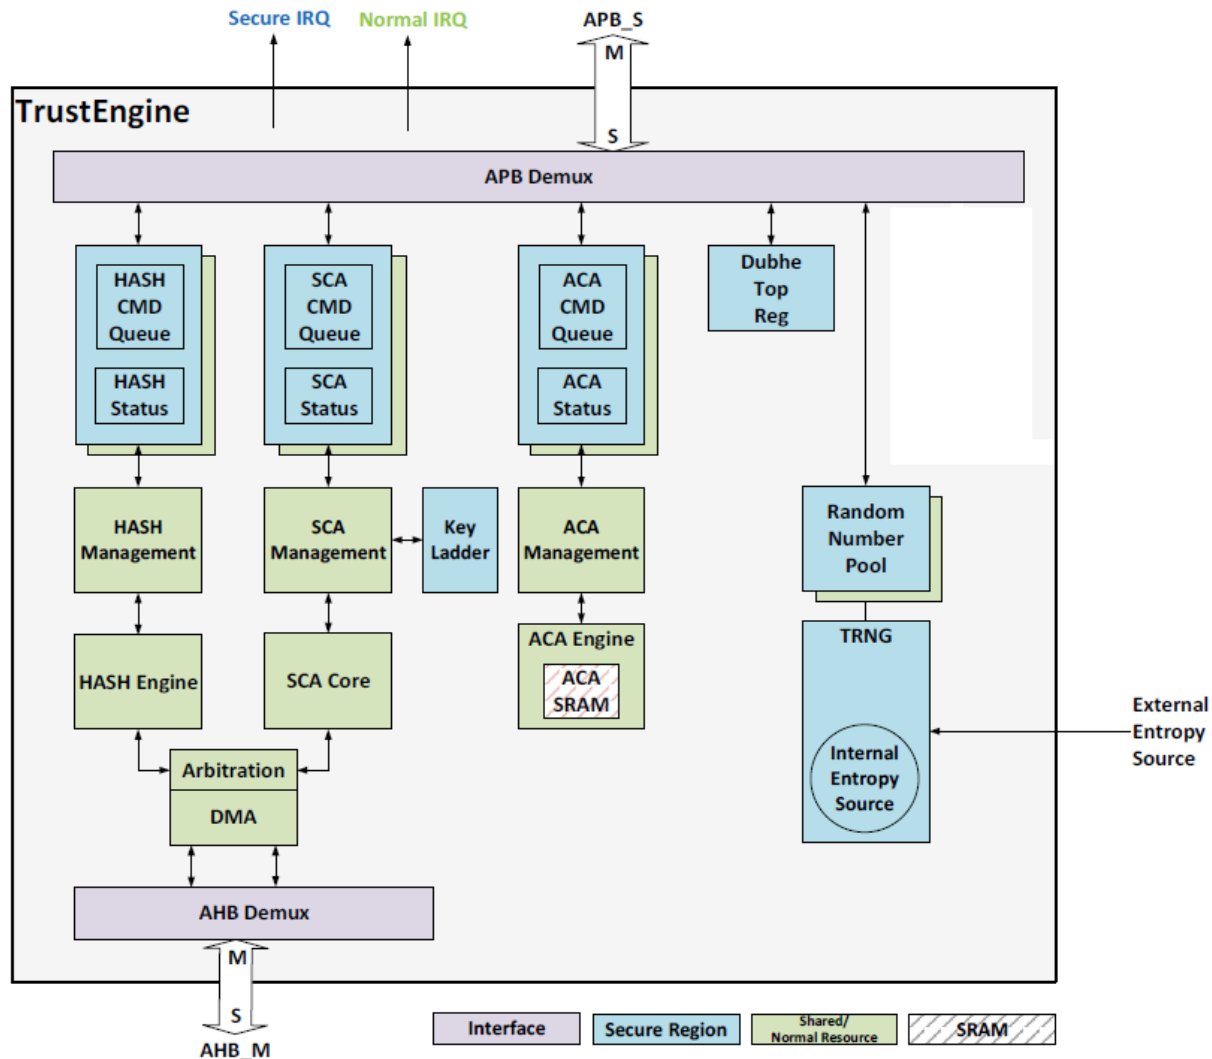 Secure IRQ
Normal IRQ
APB_S
M
TrustEngine
S
APB Demux
HASH
CMD
Queue
HASH
Status
SCA
CMD
Queue
SCA
Status
ACA
CMD
Queue
ACA
Status
Dubhe
Top
Reg
HASH
Management
SCA
Management
Key
Ladder
ACA
Management
Random
Number
Pool
HASH Engine
SCA Core
ACA Engine
ACA
SRAM
TRNG
Internal
Entropy
Source
External
Entropy
Source
Arbitration
DMA
AHB Demux
M
S
AHB_M
Interface
Secure Region
Shared/
Normal Resource
SRAM